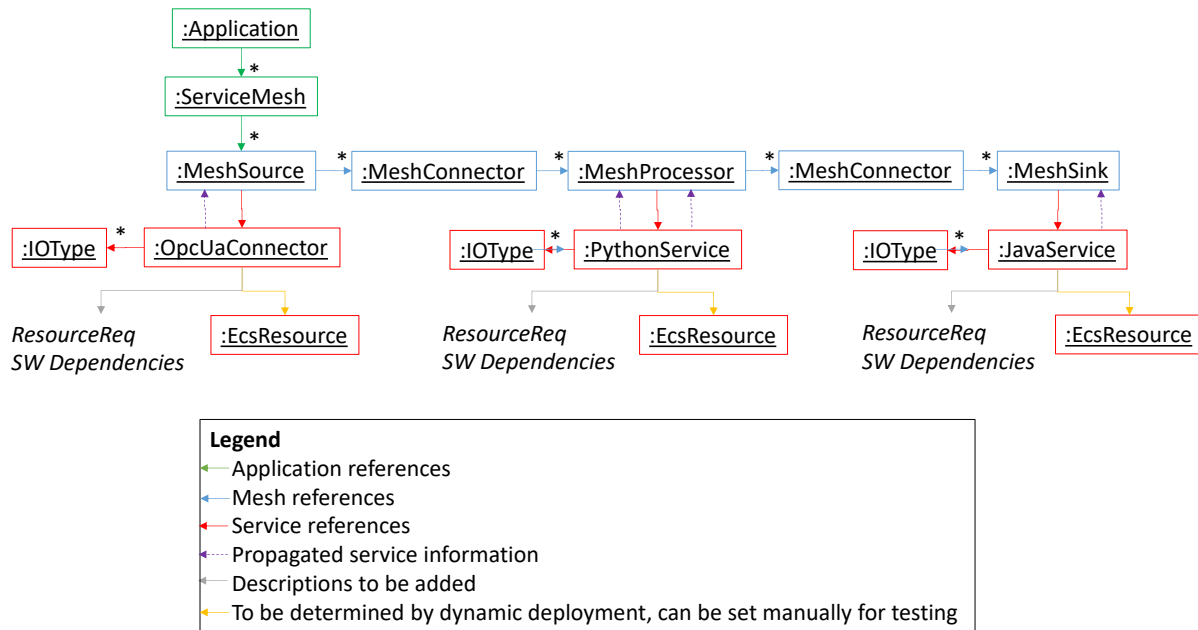 :Application
*
:ServiceMesh
*
:MeshSource
*
:MeshConnector
*
:MeshProcessor
*
:MeshConnector
*
:MeshSink
:IOType
*
:OpcUaConnector
:IOType
*
:PythonService
:IOType
*
:JavaService
ResourceReq
SW Dependencies
:EcsResource
ResourceReq
SW Dependencies
:EcsResource
ResourceReq
SW Dependencies
:EcsResource
Legend
Application references
Mesh references
Service references
Propagated service information
Descriptions to be added
To be determined by dynamic deployment, can be set manually for testing